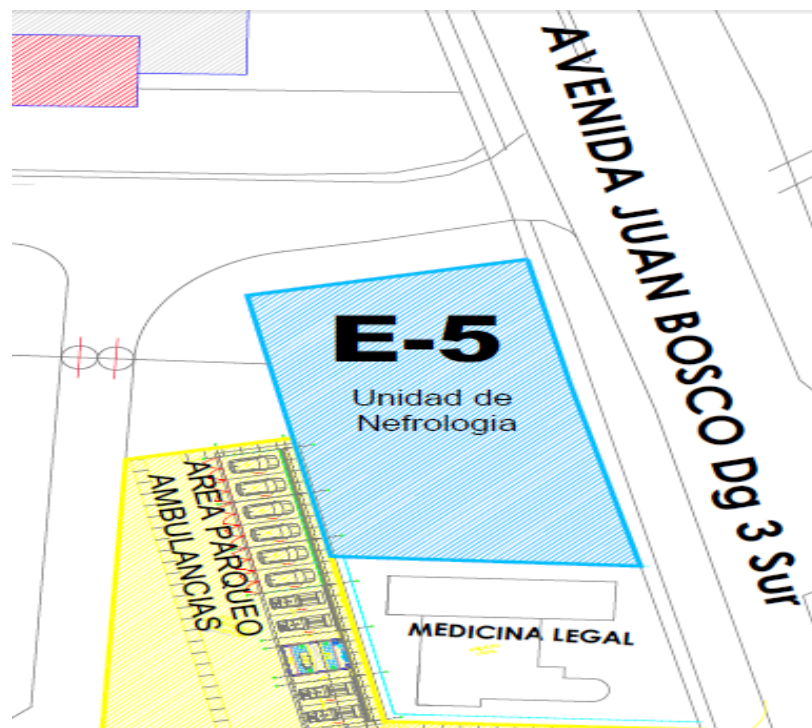 AVENIDA JUAN BOSCO Dg 3 Sur
E-5
Unidad de
Nefrologia
AREA PARQUEO
AMBULANCIAS
MEDICINA LEGAL